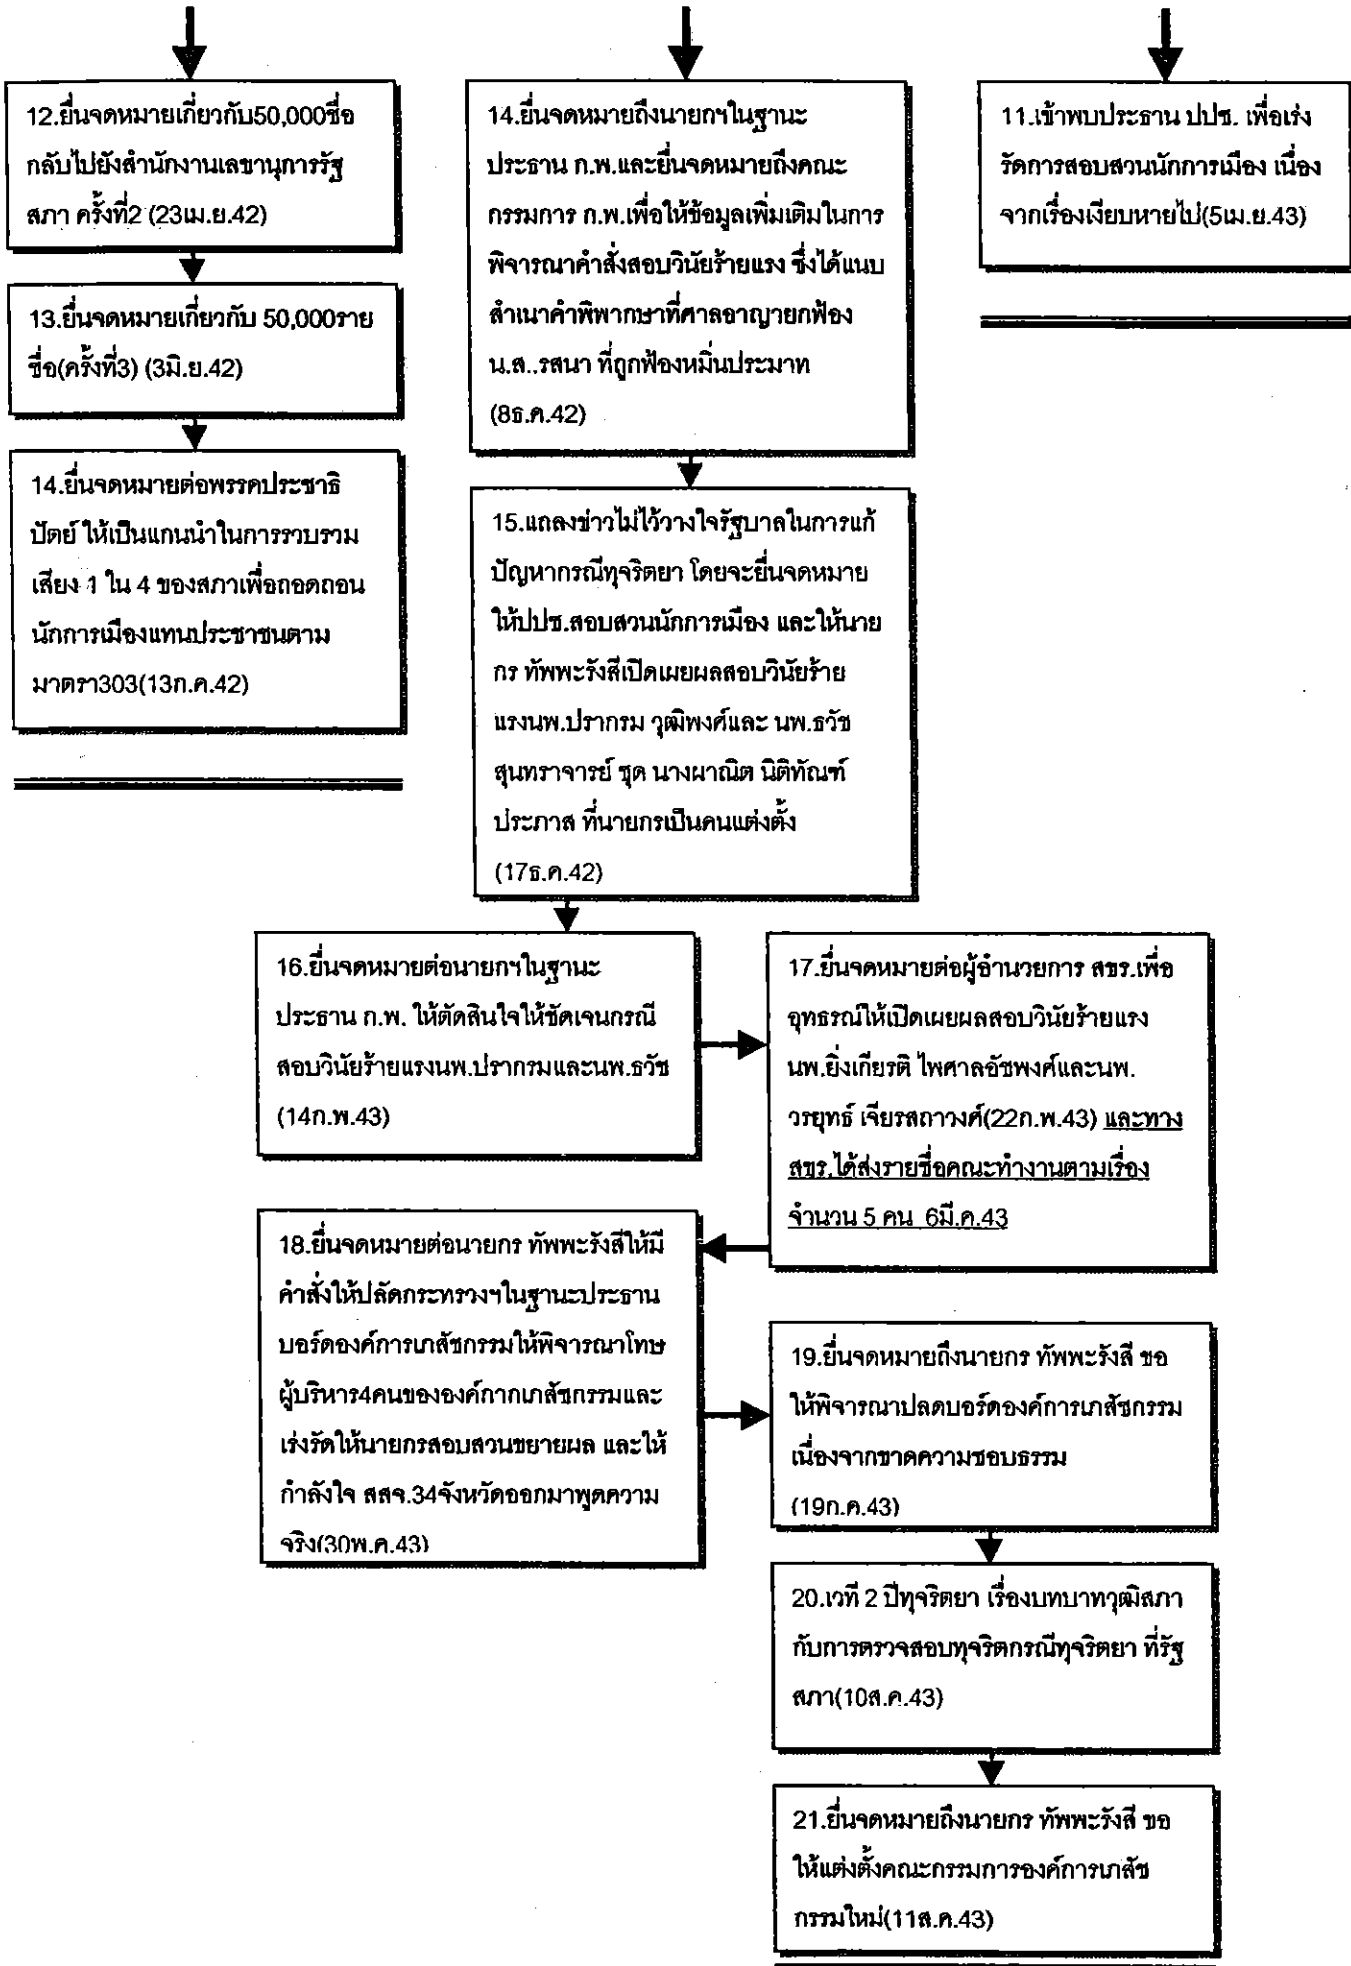 12.ยื่นจดหมายเกี่ยวกับ50,000ชื่อ
กลับไปยังสำนักงานเลขานุการรัฐ
สภา ครั้งที่2 (23เม.ย.42)
13.ยื่นจดหมายเกี่ยวกับ 50,000ราย
ชื่อ(ครั้งที่3) (3มิ.ย.42)
14.ยื่นจดหมายต่อพรรคประชาธิ
ปัตย์ ให้เป็นแกนนำในการรวบรวม
เสียง 1 ใน 4 ของสภาเพื่อถอดถอน
นักการเมืองแทนประชาชนตาม
มาตรา303(13ก.ค.42)
14.ยื่นจดหมายถึงนายกฯในฐานะ
ประธาน ก.พ.และยื่นจดหมายถึงคณะ
กรรมการ ก.พ.เพื่อให้ข้อมูลเพิ่มเติมในการ
พิจารณาคำสั่งสอบวินัยร้ายแรง ซึ่งได้แนบ
สำเนาคำพิพากษาที่ศาลอาญายกฟ้อง
น.ส..รสนา ที่ถูกฟ้องหมิ่นประมาท
(8ธ.ค.42)
15.แถลงข่าวไม่ไว้วางใจรัฐบาลในการแก้
ปัญหากรณีทุจริตยา โดยจะยื่นจดหมาย
ให้ปปช.สอบสวนนักการเมือง และให้นาย
กร ทัพพะรังสีเปิดเผยผลสอบวินัยร้าย
แรงนพ.ปรากรม วุฒิพงศ์และ นพ.ธวัช
สุนทราจารย์ ชุด นางผาณิต นิติทัณฑ์
ประภาส ที่นายกรเป็นคนแต่งตั้ง
(17ธ.ค.42)
11.เข้าพบประธาน ปปช. เพื่อเร่ง
รัดการสอบสวนนักการเมือง เนื่อง
จากเรื่องเงียบหายไป(5เม.ย.43)
16.ยื่นจดหมายต่อนายกฯในฐานะ
ประธาน ก.พ. ให้ตัดสินใจให้ชัดเจนกรณี
สอบวินัยร้ายแรงนพ.ปรากรมและนพ.ธวัช
(14ก.พ.43)
17.ยื่นจดหมายต่อผู้อำนวยการ สขร.เพื่อ
อุทธรณ์ให้เปิดเผยผลสอบวินัยร้ายแรง
นพ.ยิ่งเกียรติ ไพศาลอัชพงศ์และนพ.
วรยุทธ์ เจียรสถาวงศ์(22ก.พ.43) และทาง
สขร.ได้ส่งรายชื่อคณะทำงานตามเรื่อง
จำนวน 5 คน 6มี.ค.43
18.ยื่นจดหมายต่อนายกร ทัพพะรังสีให้มี
คำสั่งให้ปลัดกระทรวงฯในฐานะประธาน
บอร์ดองค์การเภสัชกรรมให้พิจารณาโทษ
ผู้บริหาร4คนขององค์กากเภสัชกรรมและ
เร่งรัดให้นายกรสอบสวนขยายผล และให้
กำลังใจ สสจ.34จังหวัดออกมาพูดความ
จริง(30พ.ค.43)
19.ยื่นจดหมายถึงนายกร ทัพพะรังสี ขอ
ให้พิจารณาปลดบอร์ดองค์การเภสัชกรรม
เนื่องจากขาดความชอบธรรม
(19ก.ค.43)
20.เวที 2 ปีทุจริตยา เรื่องบทบาทวุฒิสภา
กับการตรวจสอบทุจริตกรณีทุจริตยา ที่รัฐ
สภา(10ส.ค.43)
21.ยื่นจดหมายถึงนายกร ทัพพะรังสี ขอ
ให้แต่งตั้งคณะกรรมการองค์การเภสัช
กรรมใหม่(11ส.ค.43)